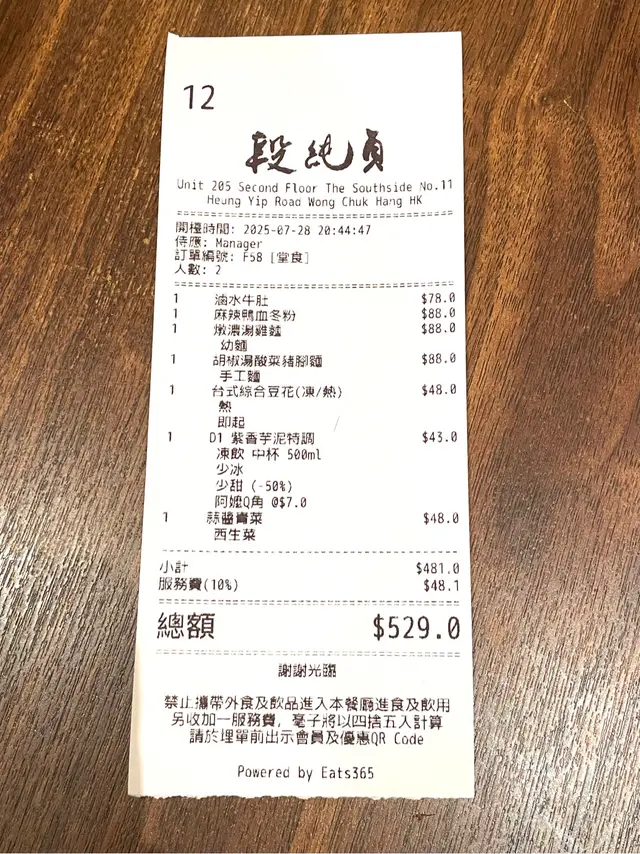 12
段純貞
Unit 205 Second Floor The Southside No.11
Heung Yip Road Wong Chuk Hang HK
開檯時間: 2025-07-28 20:44:47
侍應: Manager
訂單編號: F58 [堂食]
人數: 2
1 滷水牛肚 $78.0
1 麻辣鴨血冬粉 $88.0
1 燉濃湯雞麵 $88.0
幼麵
1 胡椒湯酸菜豬腳麵 $88.0
手工麵
1 台式綜合豆花(凍/熱) $48.0
熱
即起
1 D1 紫香芋泥特調 $43.0
凍飲 中杯 500ml
少冰
少甜 (-50%)
阿嬤Q角 @$7.0
1 蒜醬青菜 $48.0
西生菜
小計 $481.0
服務費(10%) $48.1
總額 $529.0
謝謝光臨
禁止攜帶外食及飲品進入本餐廳進食及飲用
另收加一服務費, 毫子將以四捨五入計算
請於埋單前出示會員及優惠QR Code
Powered by Eats365